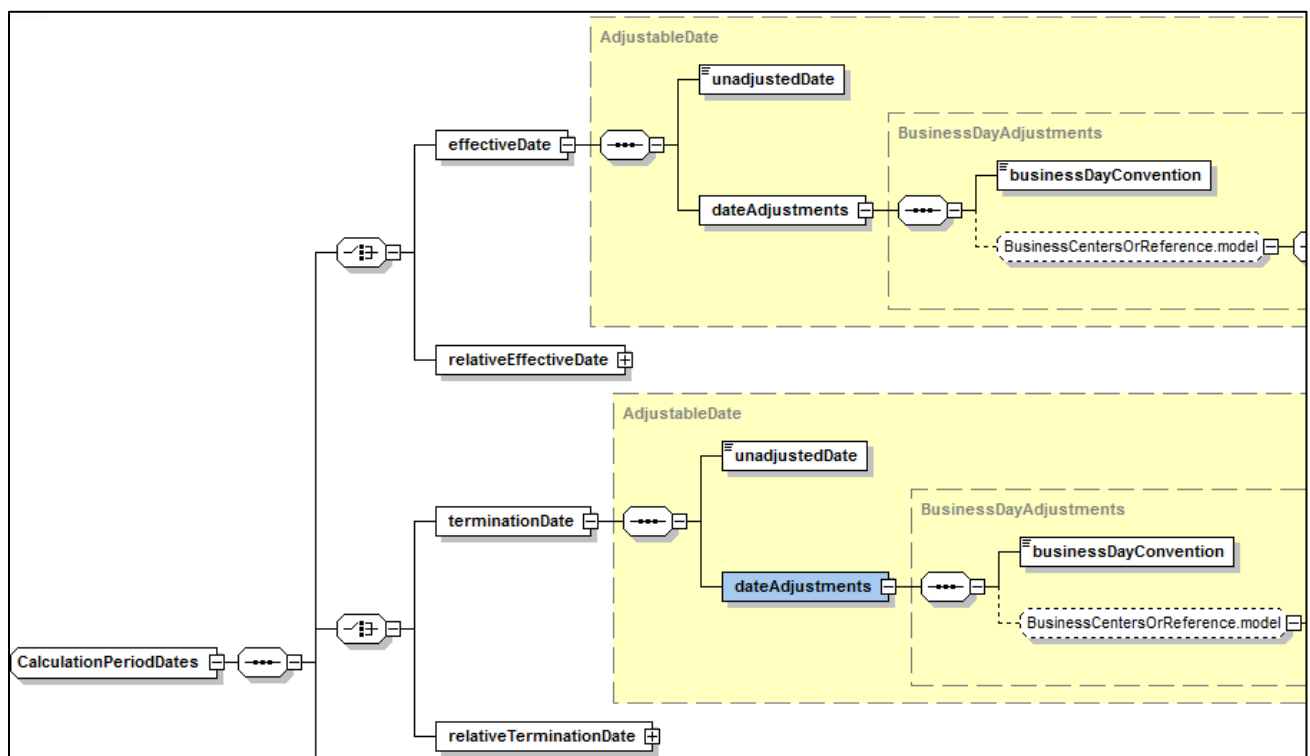 AdjustableDate
unadjustedDate
BusinessDayAdjustments
effectiveDate
businessDayConvention
dateAdjustments
BusinessCentersOrReference.model
relativeEffectiveDate
AdjustableDate
unadjustedDate
BusinessDayAdjustments
terminationDate
businessDayConvention
dateAdjustments
BusinessCentersOrReference.model
CalculationPeriodDates
relativeTerminationDate